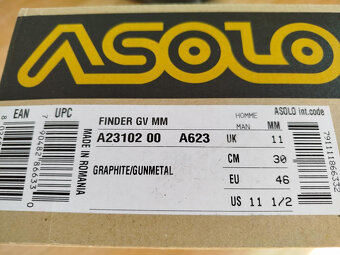 ASOLO
EAN
UPC
FINDER GV MM
A23102 00 A623
GRAPHITE/GUNMETAL
MADE IN ROMANIA
HOMME
MAN MM
UK 11
CM 30
EU 46
US 11 1/2
ASOLO int.code